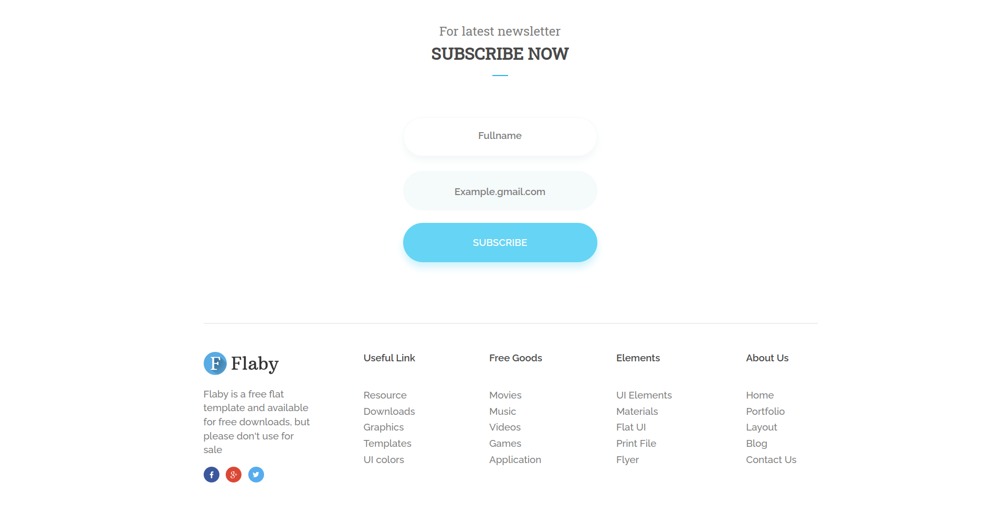 For latest newsletter
SUBSCRIBE NOW
Fullname
Example.gmail.com
SUBSCRIBE
F Flaby
Flaby is a free flat
template and available
for free downloads, but
please don't use for
sale
f g+
Useful Link
Resource
Downloads
Graphics
Templates
UI colors
Free Goods
Movies
Music
Videos
Games
Application
Elements
UI Elements
Materials
Flat UI
Print File
Flyer
About Us
Home
Portfolio
Layout
Blog
Contact Us